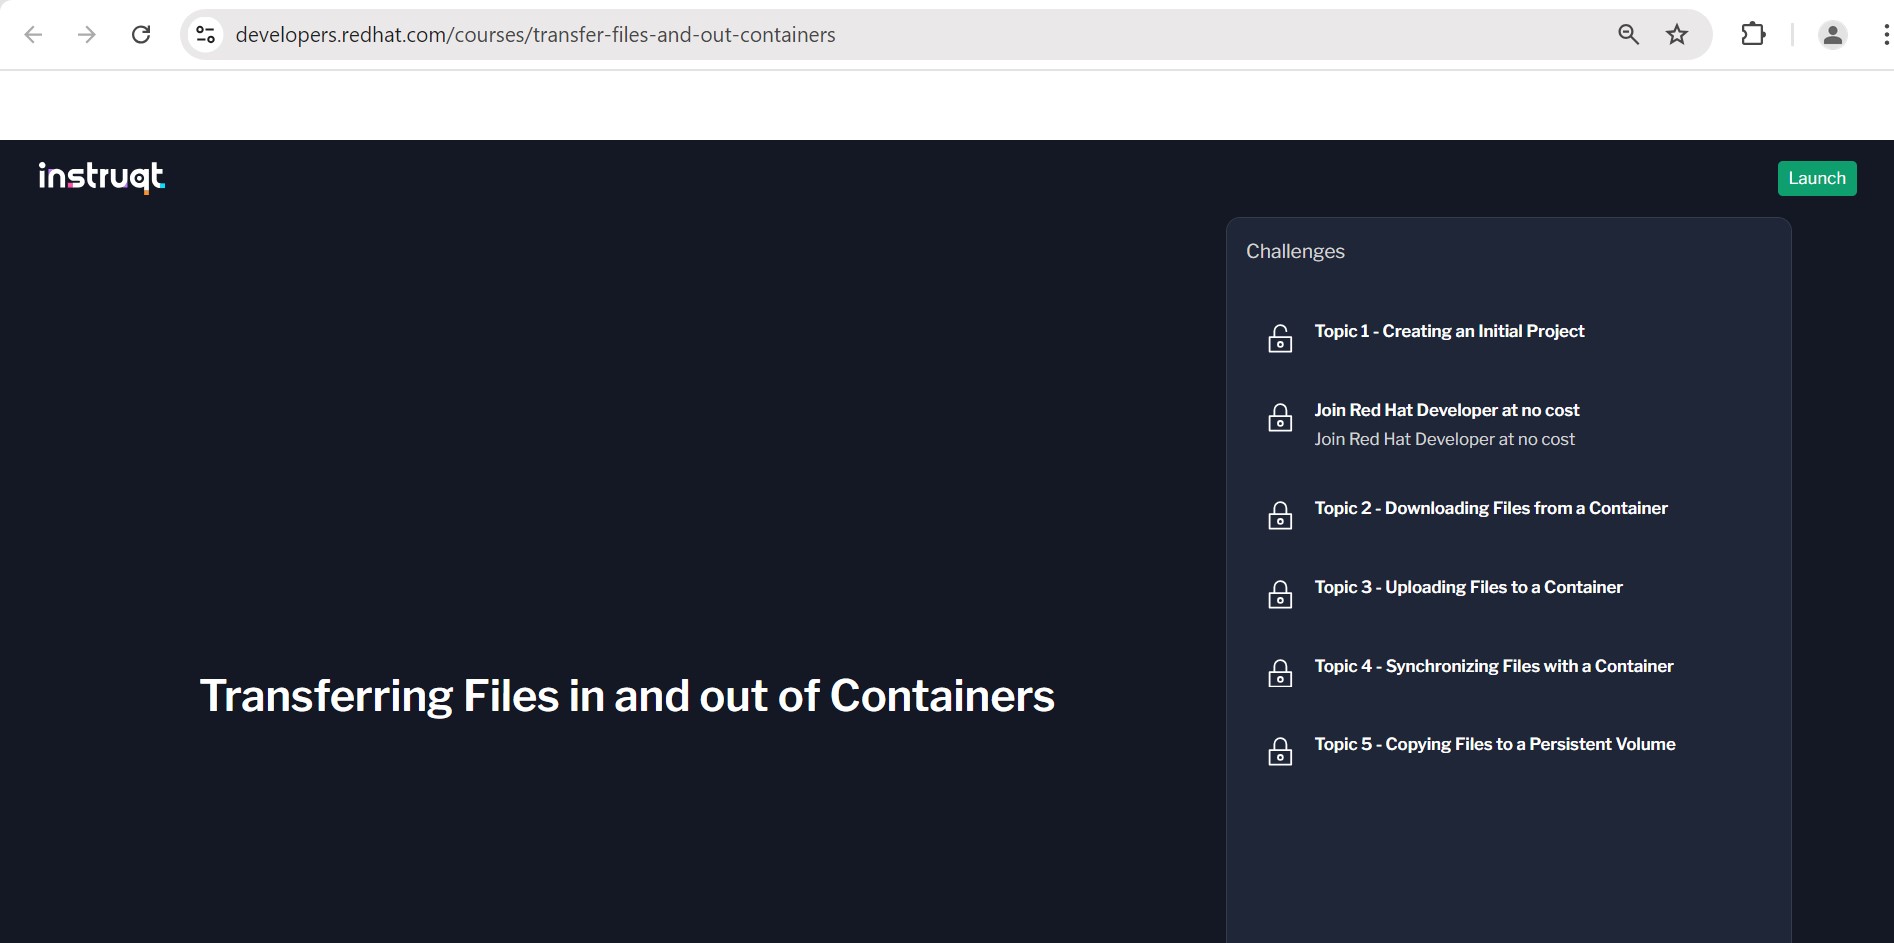 developers.redhat.com/courses/transfer-files-and-out-containers
instruqt
Launch
Challenges
Topic 1 - Creating an Initial Project
Join Red Hat Developer at no cost
Join Red Hat Developer at no cost
Topic 2 - Downloading Files from a Container
Topic 3 - Uploading Files to a Container
Topic 4 - Synchronizing Files with a Container
Topic 5 - Copying Files to a Persistent Volume
Transferring Files in and out of Containers